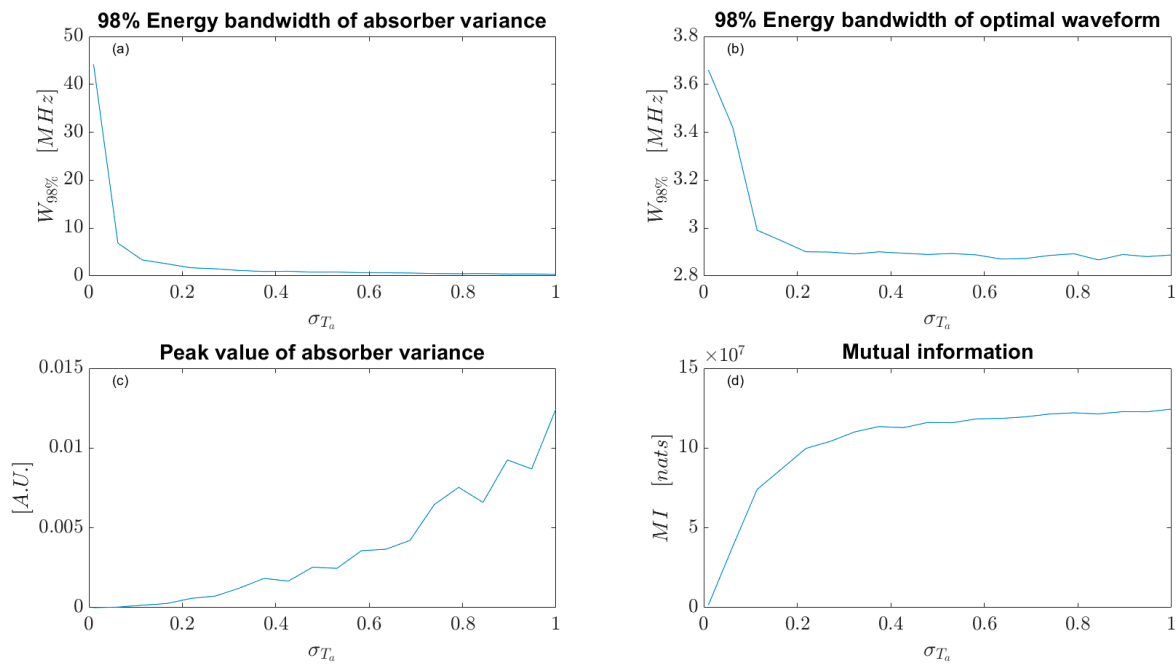 98% Energy bandwidth of absorber variance
(a)
50
40
30
20
10
0
W98% [MHz]
0 0.2 0.4 0.6 0.8 1
σTa
98% Energy bandwidth of optimal waveform
(b)
3.8
3.6
3.4
3.2
3
2.8
W98% [MHz]
0 0.2 0.4 0.6 0.8 1
σTa
Peak value of absorber variance
(c)
0.015
0.01
0.005
0
[A.U.]
0 0.2 0.4 0.6 0.8 1
σTa
Mutual information
×10^7
(d)
15
10
5
0
MI [nats]
0 0.2 0.4 0.6 0.8 1
σTa